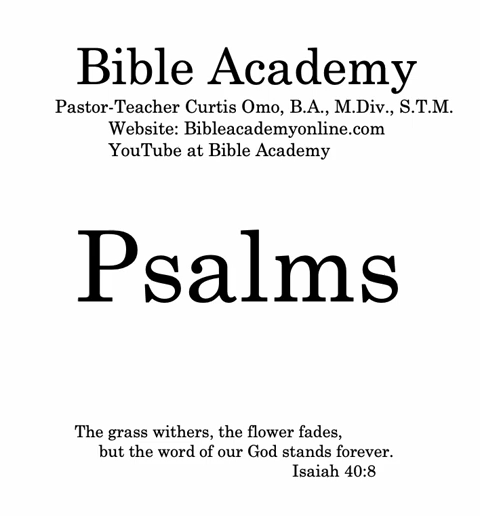 Bible Academy
Pastor-Teacher Curtis Omo, B.A., M.Div., S.T.M.
Website: Bibleacademyonline.com
YouTube at Bible Academy
Psalms
The grass withers, the flower fades,
but the word of our God stands forever.
Isaiah 40:8